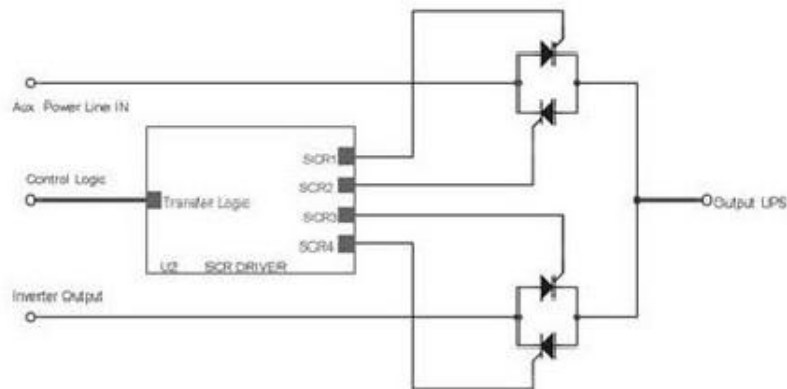 Aux Power Line IN
SCR1
Control Logic
SCR2
Transfer Logic
Output UPS
SCR3
SCR4
U2 SCR DRIVER
Inverter Output